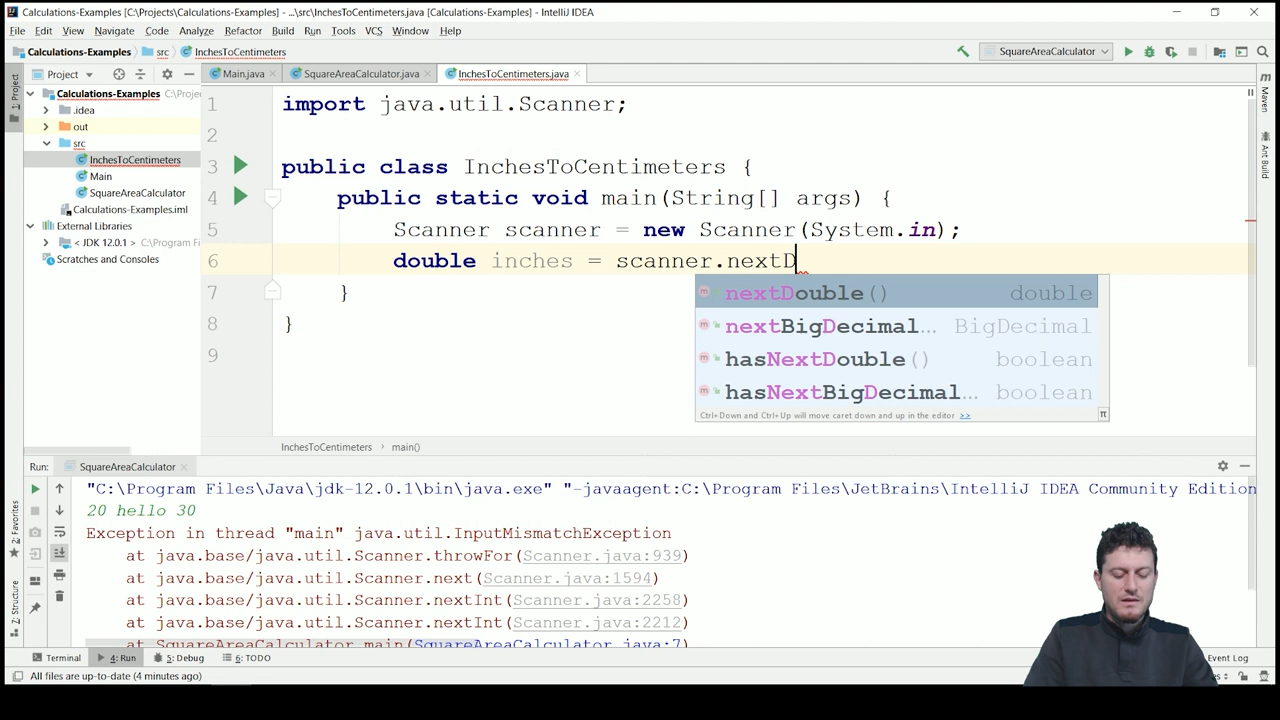 Calculations-Examples [C:\Projects\Calculations-Examples] - ...\src\InchesToCentimeters.java [Calculations-Examples] - IntelliJ IDEA
File Edit View Navigate Code Analyze Refactor Build Run Tools VCS Window Help
Calculations-Examples src InchesToCentimeters SquareAreaCalculator
Project Main.java SquareAreaCalculator.java InchesToCentimeters.java
1: Project
Maven
Ant Build
Calculations-Examples C:\Proje
.idea
out
src
InchesToCentimeters
Main
SquareAreaCalculator
Calculations-Examples.iml
External Libraries
< JDK 12.0.1 > C:\Program F
Scratches and Consoles
1 import java.util.Scanner;
2
3 public class InchesToCentimeters {
4 public static void main(String[] args) {
5 Scanner scanner = new Scanner(System.in);
6 double inches = scanner.nextD
7 }
8 }
9
nextDouble() double
nextBigDecimal... BigDecimal
hasNextDouble() boolean
hasNextBigDecimal... boolean
Ctrl+Down and Ctrl+Up will move caret down and up in the editor >> π
InchesToCentimeters main()
Run: SquareAreaCalculator
"C:\Program Files\Java\jdk-12.0.1\bin\java.exe" "-javaagent:C:\Program Files\JetBrains\IntelliJ IDEA Community Edition
20 hello 30
Exception in thread "main" java.util.InputMismatchException
at java.base/java.util.Scanner.throwFor(Scanner.java:939)
at java.base/java.util.Scanner.next(Scanner.java:1594)
at java.base/java.util.Scanner.nextInt(Scanner.java:2258)
at java.base/java.util.Scanner.nextInt(Scanner.java:2212)
at SquareAreaCalculator.main(SquareAreaCalculator.java:7)
2: Favorites
Z: Structure
Terminal 4: Run 5: Debug 6: TODO Event Log
All files are up-to-date (4 minutes ago)